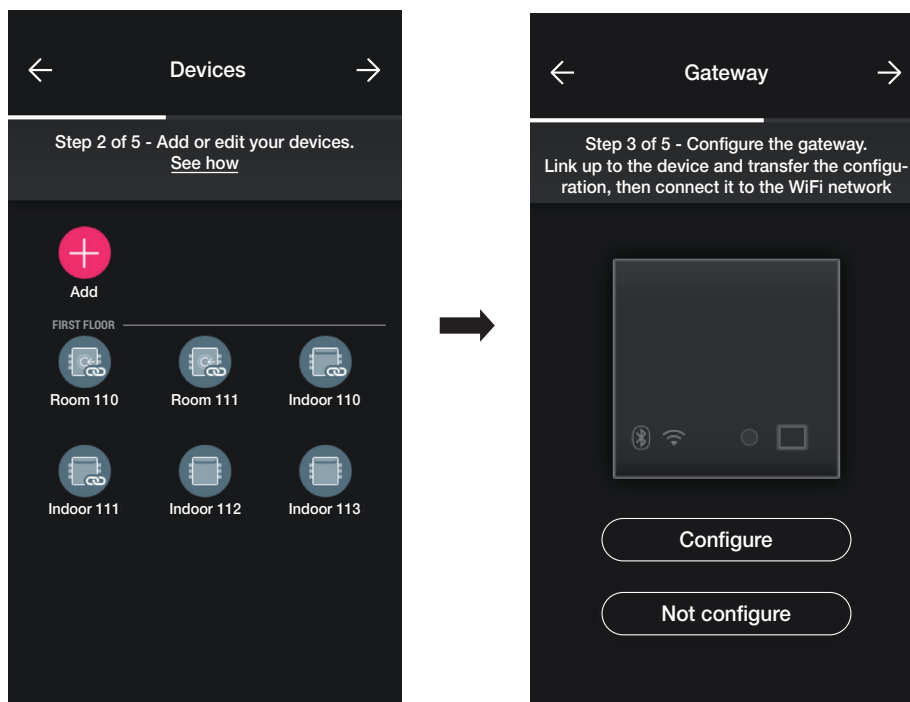 Devices
Step 2 of 5 - Add or edit your devices.
See how
Add
FIRST FLOOR
Room 110
Room 111
Indoor 110
Indoor 111
Indoor 112
Indoor 113
Gateway
Step 3 of 5 - Configure the gateway.
Link up to the device and transfer the configu-
ration, then connect it to the WiFi network
Configure
Not configure